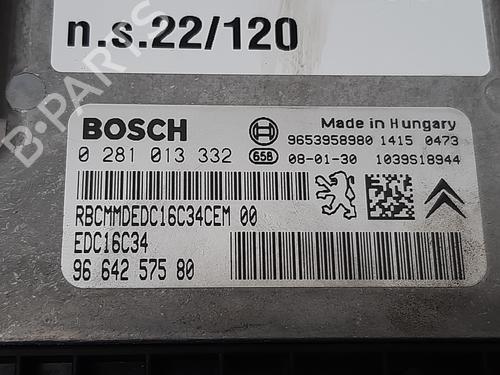 n.s.22/120
B-PARTS
BOSCH
Made in Hungary
9653958980 1415 0473
0 281 013 332
658
08-01-30
1039S18944
RBCMMDEDC16C34CEM 00
EDC16C34
96 642 575 80